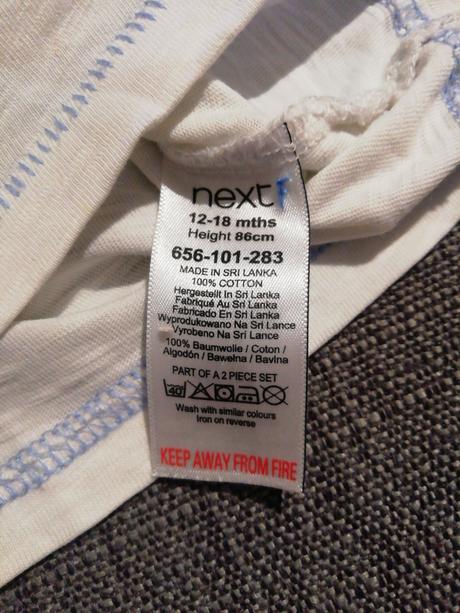 next
12-18 mths
Height 86cm
656-101-283
MADE IN SRI LANKA
100% COTTON
Hergestellt In Sri Lanka
Fabriqué Au Sri Lanka
Fabricado En Sri Lanka
Wyprodukowano Na Sri Lance
Vyrobeno Na Sri Lance
100% Baumwolle / Coton /
Algodón / Bawełna / Bavlna
PART OF A 2 PIECE SET
40°
Wash with similar colours
Iron on reverse
KEEP AWAY FROM FIRE